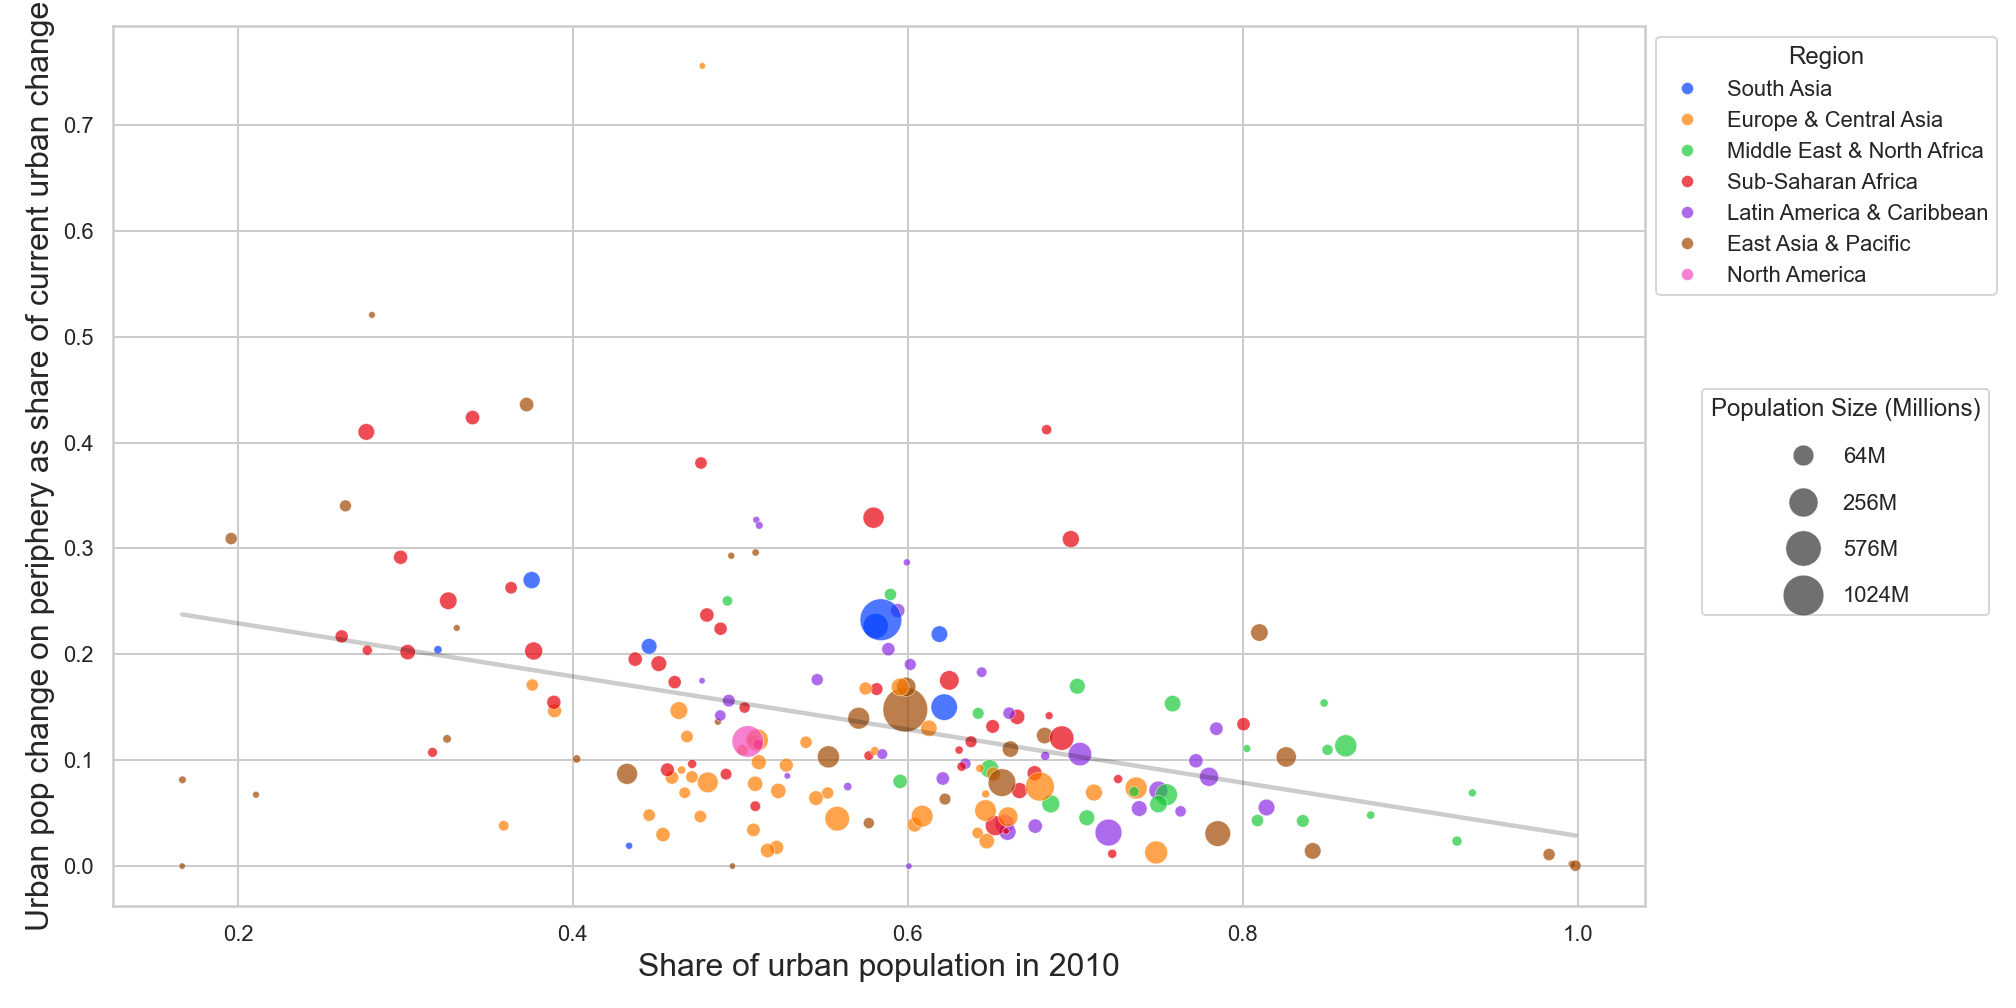 Urban pop change on periphery as share of current urban change
0.7
0.6
0.5
0.4
0.3
0.2
0.1
0.0
0.2
0.4
0.6
0.8
1.0
Share of urban population in 2010
Region
South Asia
Europe & Central Asia
Middle East & North Africa
Sub-Saharan Africa
Latin America & Caribbean
East Asia & Pacific
North America
Population Size (Millions)
64M
256M
576M
1024M